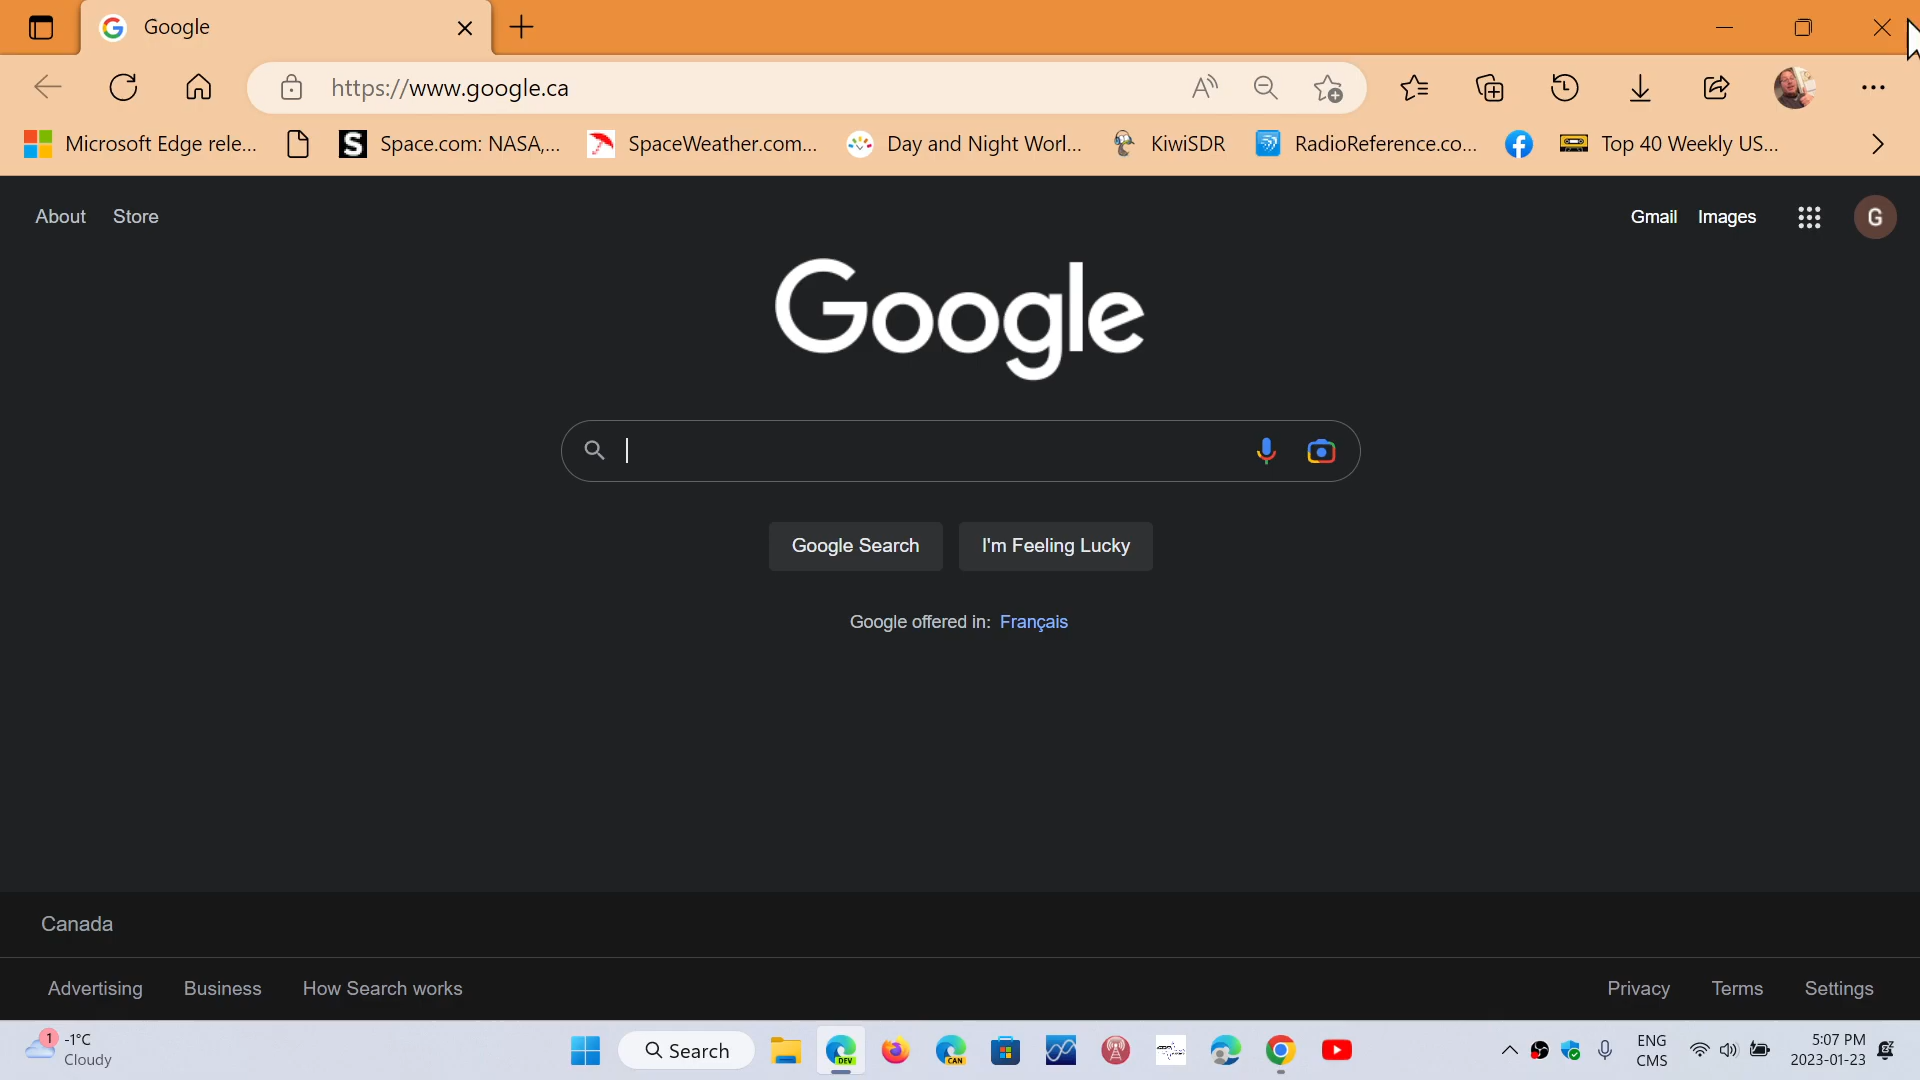 Google
https://www.google.ca
Microsoft Edge rele...
S Space.com: NASA,...
SpaceWeather.com...
Day and Night Worl...
KiwiSDR
RadioReference.co...
Top 40 Weekly US...
About Store
Gmail Images
G
Google
Google Search
I'm Feeling Lucky
Google offered in: Français
Canada
Advertising Business How Search works
Privacy Terms Settings
1
-1°C
Cloudy
Search
DEV
CAN
ENG
CMS
5:07 PM
2023-01-23